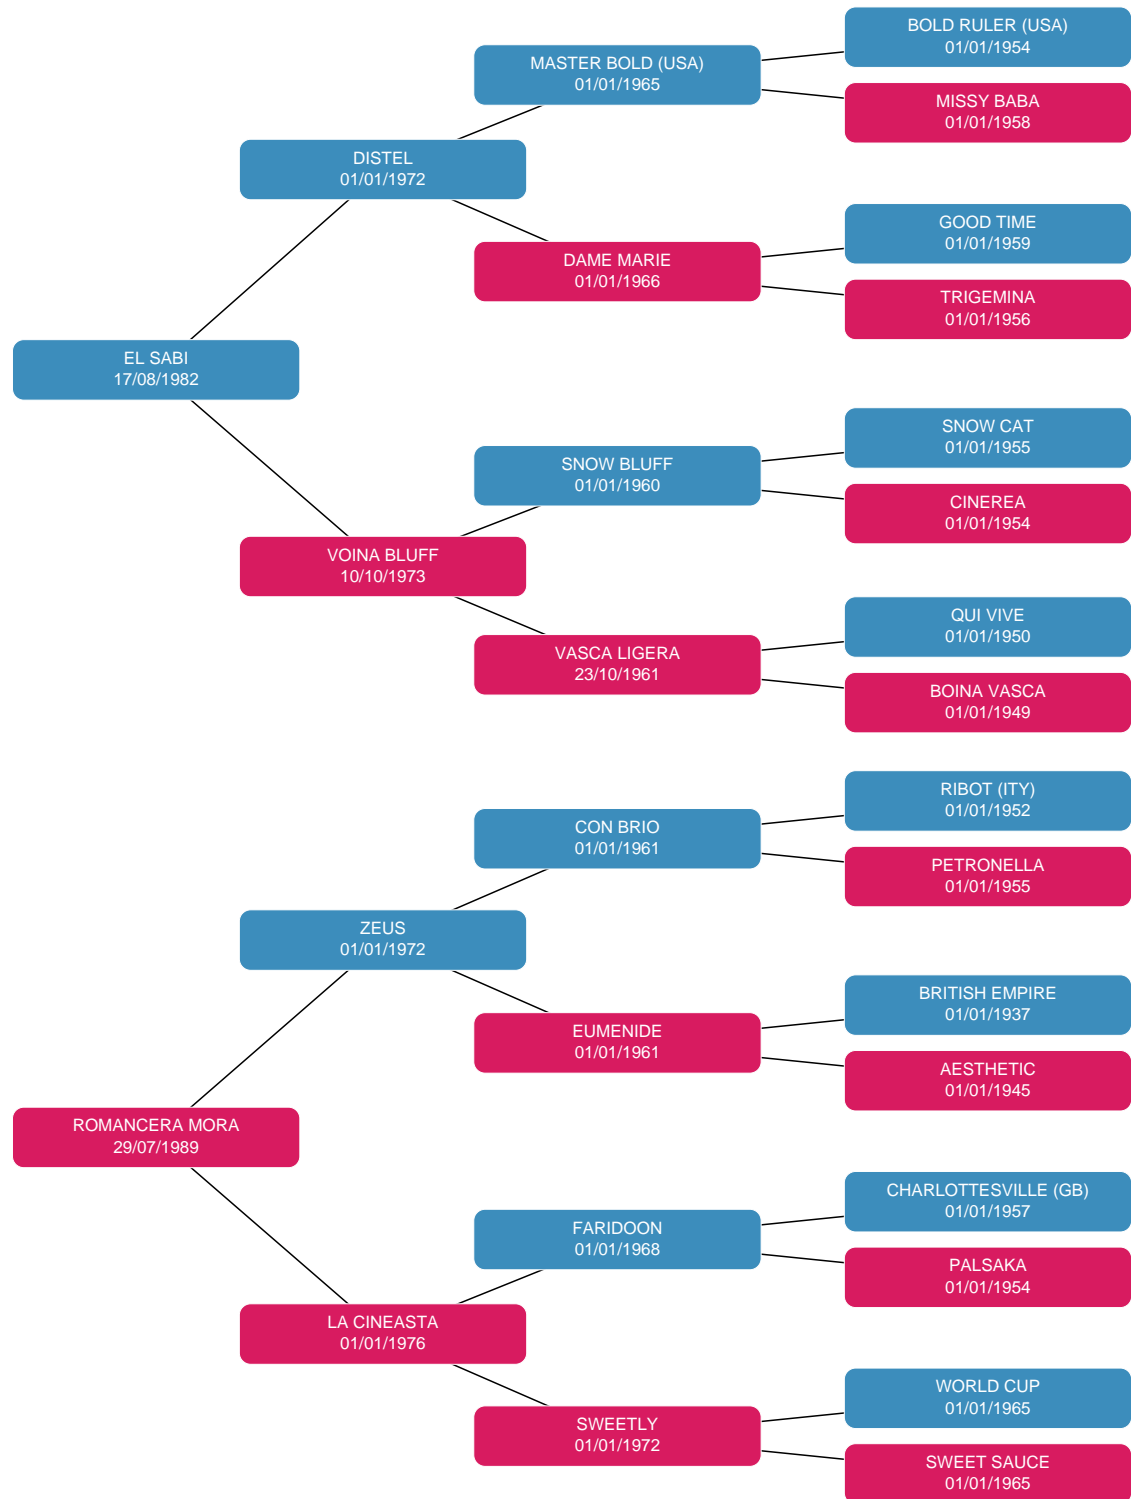 BOLD RULER (USA)
01/01/1954
MASTER BOLD (USA)
01/01/1965
MISSY BABA
01/01/1958
DISTEL
01/01/1972
GOOD TIME
01/01/1959
DAME MARIE
01/01/1966
TRIGEMINA
01/01/1956
EL SABI
17/08/1982
SNOW CAT
01/01/1955
SNOW BLUFF
01/01/1960
CINEREA
01/01/1954
VOINA BLUFF
10/10/1973
QUI VIVE
01/01/1950
VASCA LIGERA
23/10/1961
BOINA VASCA
01/01/1949
RIBOT (ITY)
01/01/1952
CON BRIO
01/01/1961
PETRONELLA
01/01/1955
ZEUS
01/01/1972
BRITISH EMPIRE
01/01/1937
EUMENIDE
01/01/1961
AESTHETIC
01/01/1945
ROMANCERA MORA
29/07/1989
CHARLOTTESVILLE (GB)
01/01/1957
FARIDOON
01/01/1968
PALSAKA
01/01/1954
LA CINEASTA
01/01/1976
WORLD CUP
01/01/1965
SWEETLY
01/01/1972
SWEET SAUCE
01/01/1965